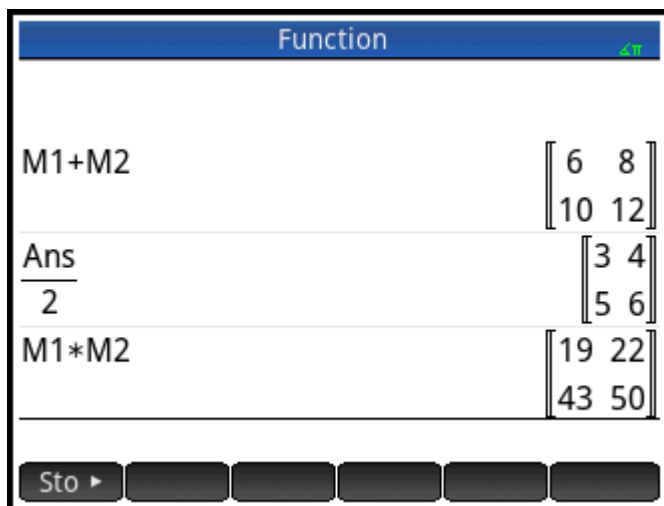 Function
∡π
M1+M2
[6 8
10 12]
Ans
2
[3 4
5 6]
M1*M2
[19 22
43 50]
Sto ▸